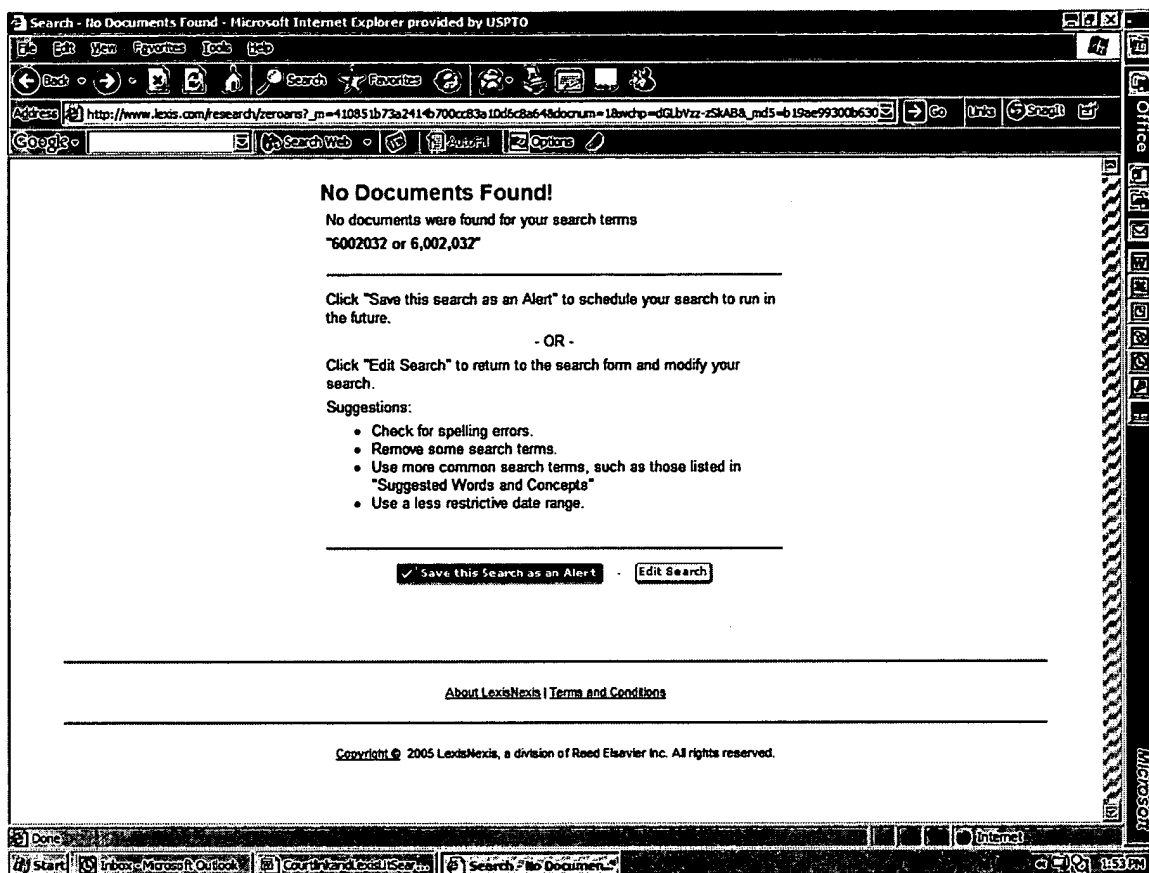 Search - No Documents Found - Microsoft Internet Explorer provided by USPTO
File Edit View Favorites Tools Help
Back Search Favorites
Address http://www.lexis.com/research/zeroans?_m=410851b73a2414b700cc83a10d6c8a64&docnum=1&wchp=dGLbVzz-zSkAB&_md5=b19ae99300b630 Go Links SnagIt
Google Search Web AutoFill Options
Office
No Documents Found!
No documents were found for your search terms
"6002032 or 6,002,032"
Click "Save this search as an Alert" to schedule your search to run in
the future.
- OR -
Click "Edit Search" to return to the search form and modify your
search.
Suggestions:
• Check for spelling errors.
• Remove some search terms.
• Use more common search terms, such as those listed in
"Suggested Words and Concepts"
• Use a less restrictive date range.
✓ Save this Search as an Alert - Edit Search
About LexisNexis | Terms and Conditions
Copyright © 2005 LexisNexis, a division of Reed Elsevier Inc. All rights reserved.
Microsoft
Done Internet
Start Inbox - Microsoft Outlook CourtlinkandLexisLitSear... Search - No Documen... 1:53 PM